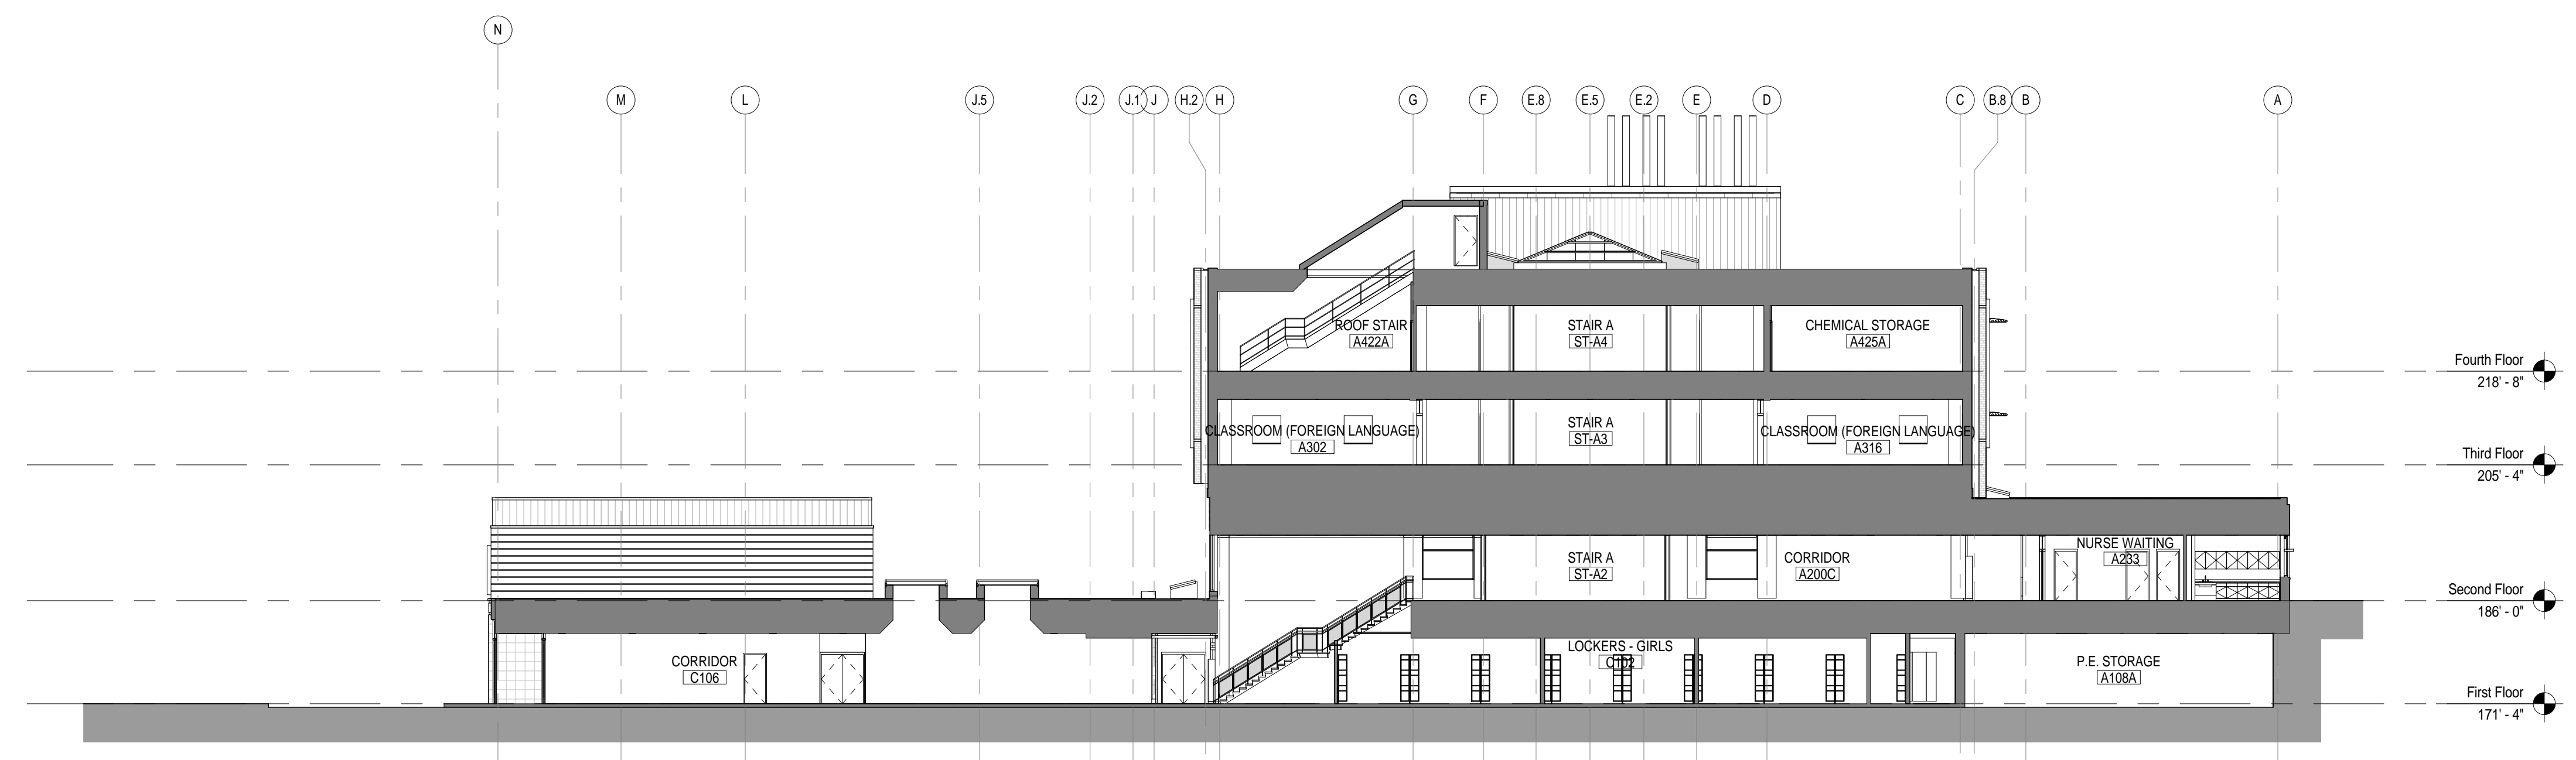 N
M
L
J.5
J.2
J.1
J
H.2
H
G
F
E.8
E.5
E.2
E
D
C
B.8
B
A
ROOF STAIR
A422A
STAIR A
ST-A4
CHEMICAL STORAGE
A425A
Fourth Floor
218' - 8"
CLASSROOM (FOREIGN LANGUAGE)
A302
STAIR A
ST-A3
CLASSROOM (FOREIGN LANGUAGE)
A316
Third Floor
205' - 4"
STAIR A
ST-A2
CORRIDOR
A200C
NURSE WAITING
A233
Second Floor
186' - 0"
CORRIDOR
C106
LOCKERS - GIRLS
C102
P.E. STORAGE
A108A
First Floor
171' - 4"